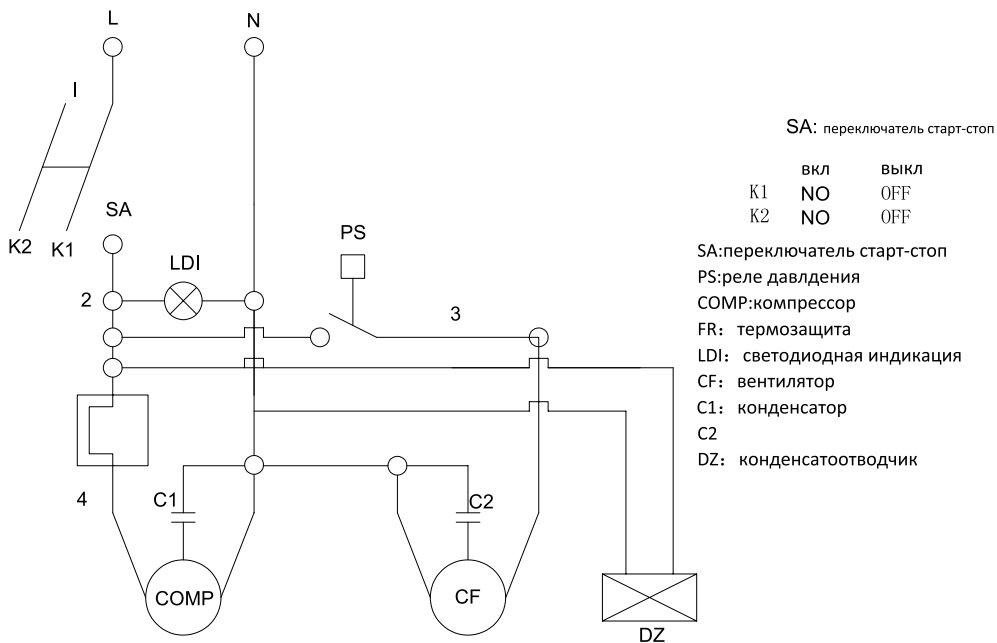 L
N
I
SA
K2
K1
LDI
PS
2
3
4
C1
C2
COMP
CF
DZ
SA: переключатель старт-стоп
вкл выкл
K1 NO OFF
K2 NO OFF
SA:переключатель старт-стоп
PS:реле давлдения
COMP:компрессор
FR: термозащита
LDI: светодиодная индикация
CF: вентилятор
C1: конденсатор
C2
DZ: конденсатоотводчик